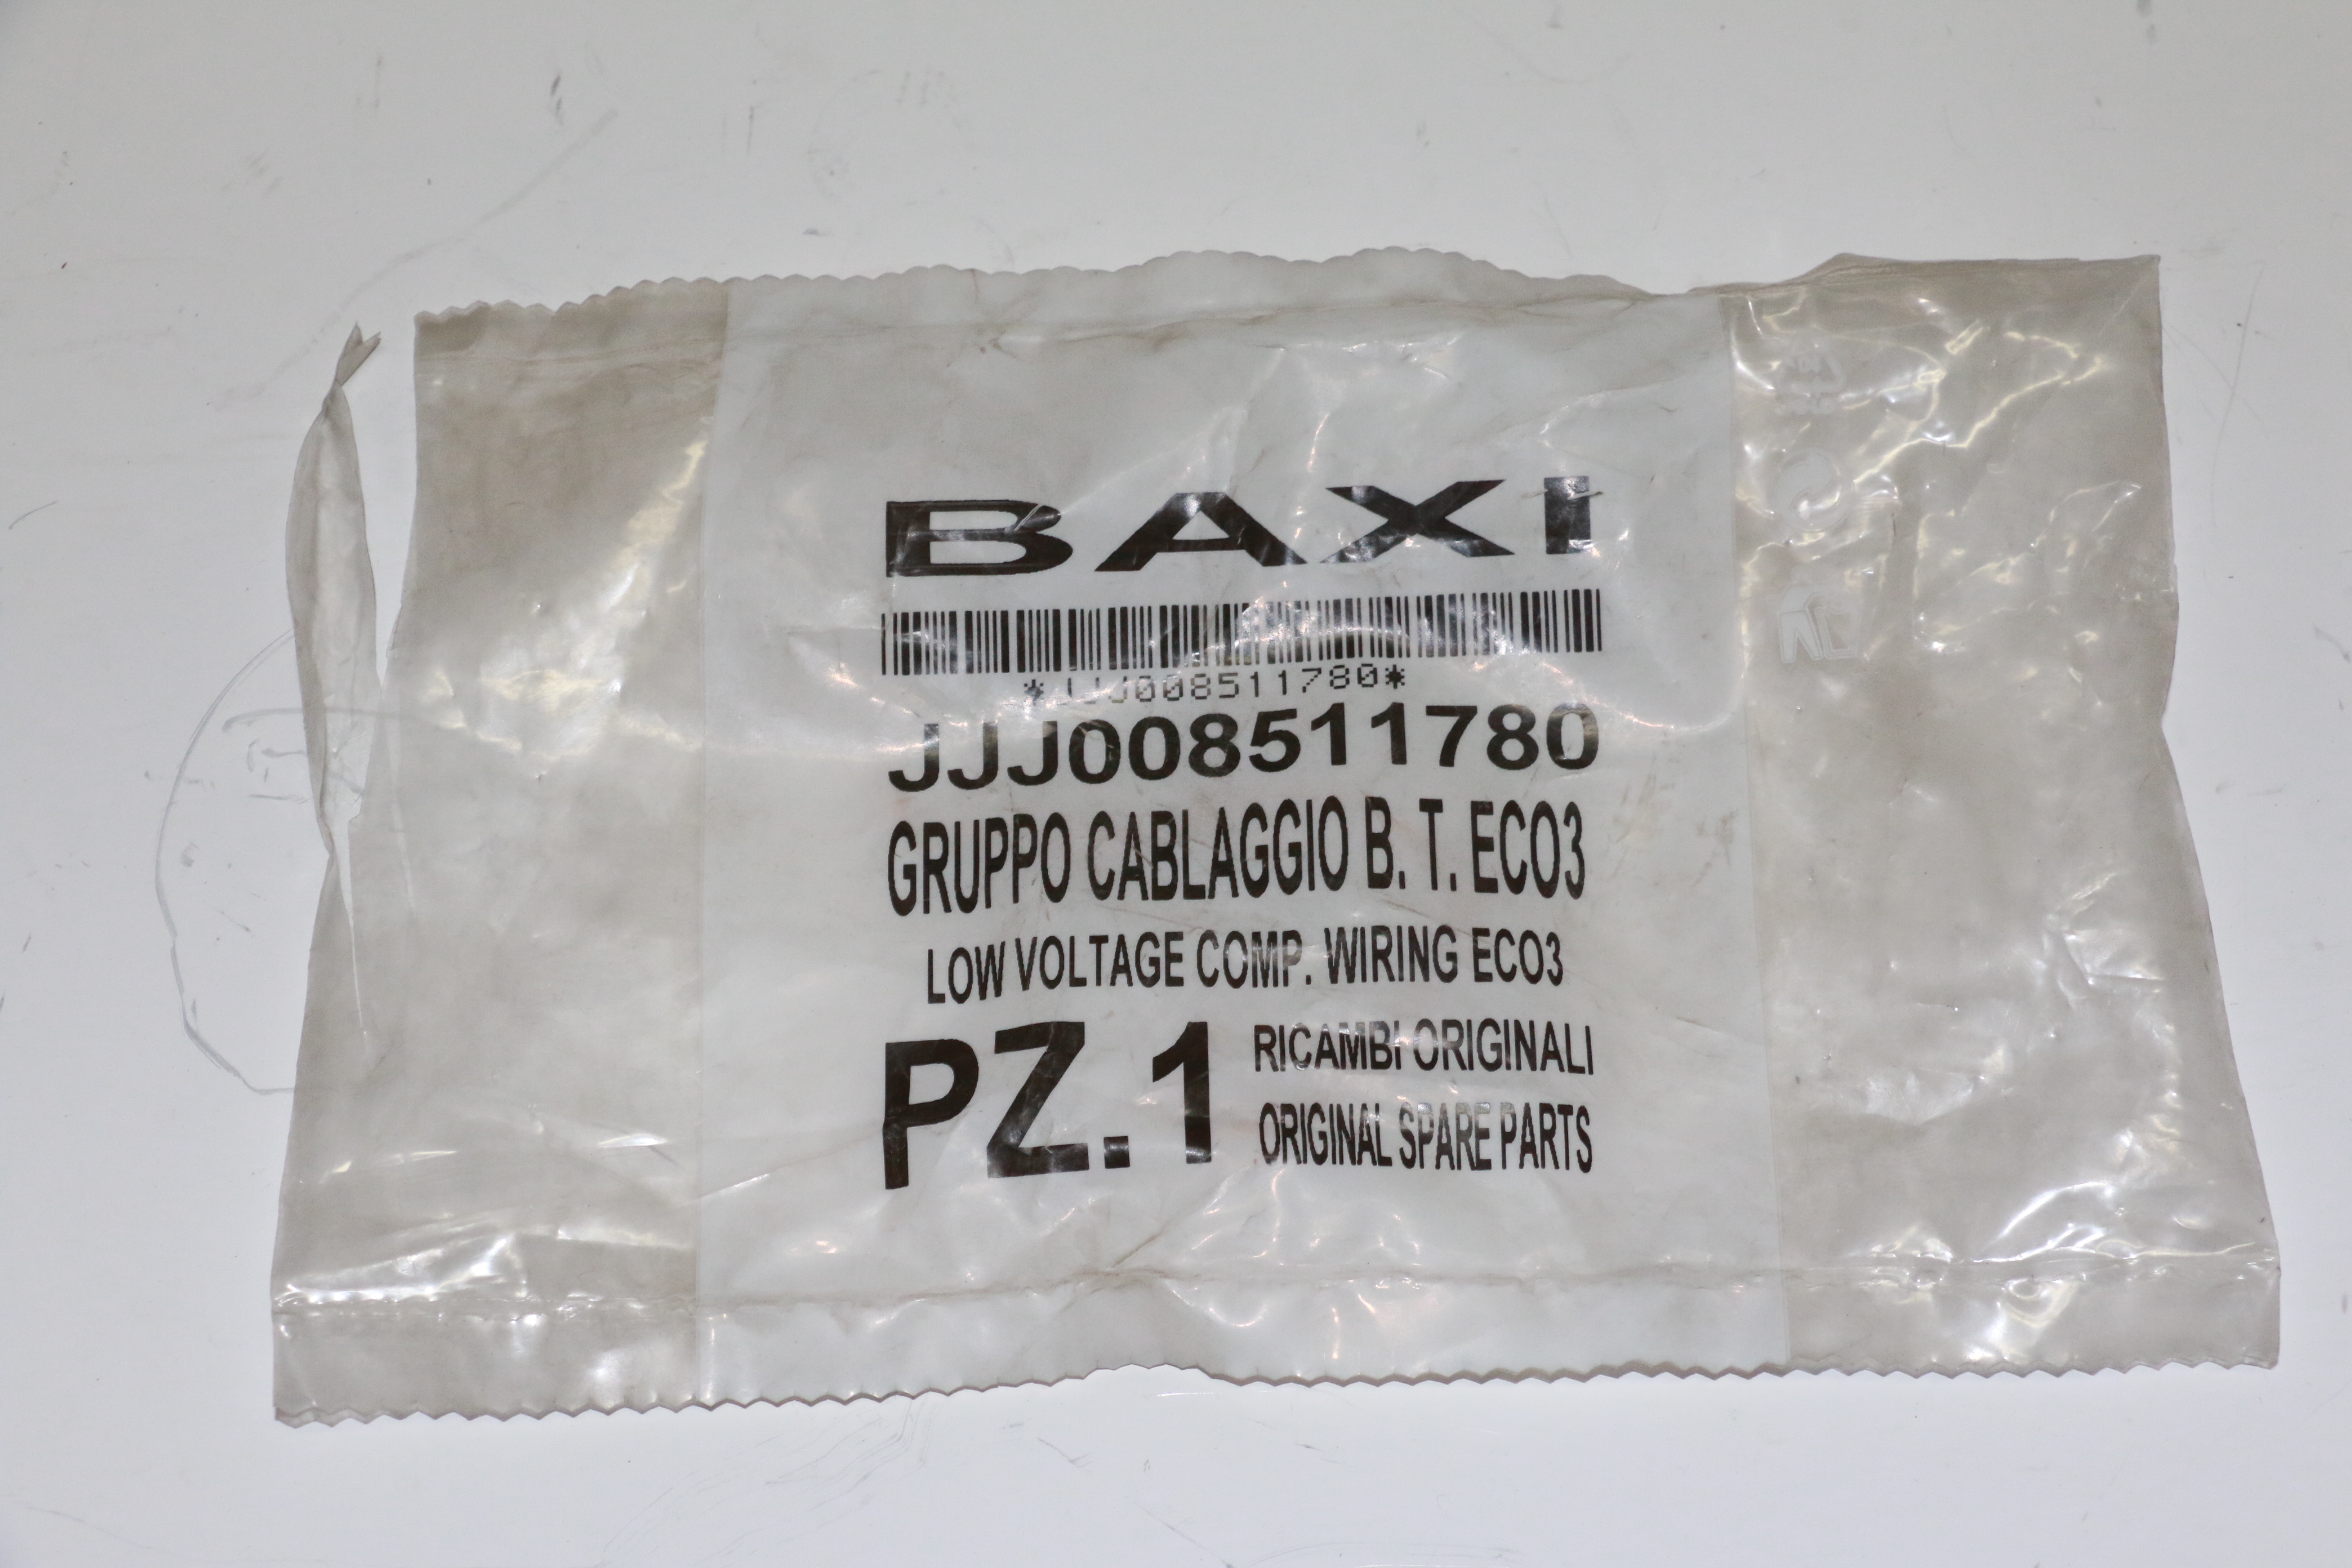 BAXI
*JJJ008511780*
JJJ008511780
GRUPPO CABLAGGIO B. T. ECO3
LOW VOLTAGE COMP. WIRING ECO3
PZ.1
RICAMBI ORIGINALI
ORIGINAL SPARE PARTS